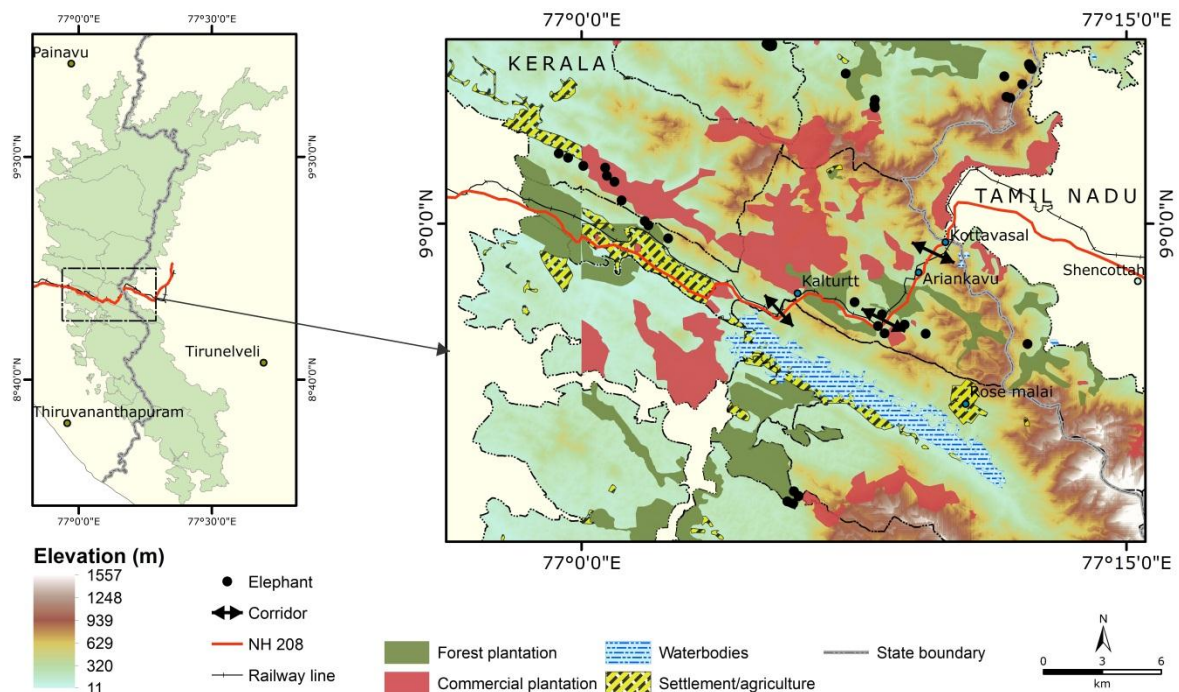 77°0'0"E
77°30'0"E
Painavu
9°30'0"N
9°30'0"N
Tirunelveli
8°40'0"N
8°40'0"N
Thiruvananthapuram
77°0'0"E
77°30'0"E
77°0'0"E
77°15'0"E
KERALA
TAMIL NADU
9°0'0"N
9°0'0"N
Kottavasal
Shencottah
Ariankavu
Kalturtt
Rose malai
77°0'0"E
77°15'0"E
Elevation (m)
1557
1248
939
629
320
11
Elephant
Corridor
NH 208
Railway line
Forest plantation
Commercial plantation
Waterbodies
Settlement/agriculture
State boundary
N
0 3 6
km